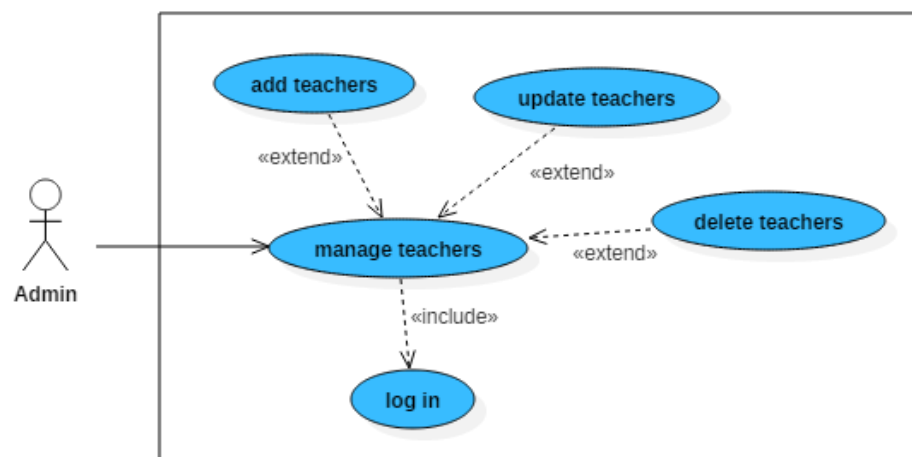 add teachers
update teachers
«extend»
«extend»
delete teachers
manage teachers
«extend»
Admin
«include»
log in